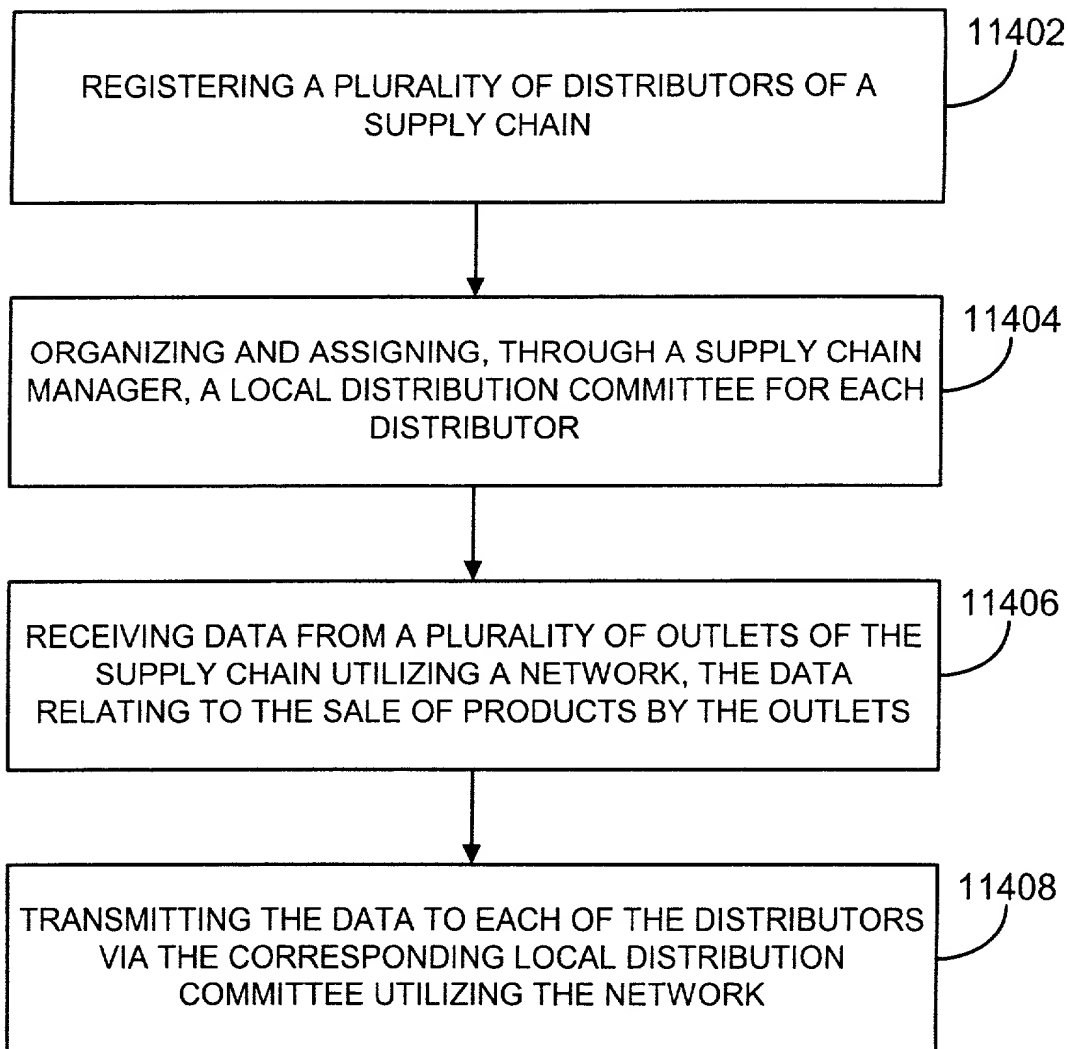 11402
REGISTERING A PLURALITY OF DISTRIBUTORS OF A
SUPPLY CHAIN
11404
ORGANIZING AND ASSIGNING, THROUGH A SUPPLY CHAIN
MANAGER, A LOCAL DISTRIBUTION COMMITTEE FOR EACH
DISTRIBUTOR
11406
RECEIVING DATA FROM A PLURALITY OF OUTLETS OF THE
SUPPLY CHAIN UTILIZING A NETWORK, THE DATA
RELATING TO THE SALE OF PRODUCTS BY THE OUTLETS
11408
TRANSMITTING THE DATA TO EACH OF THE DISTRIBUTORS
VIA THE CORRESPONDING LOCAL DISTRIBUTION
COMMITTEE UTILIZING THE NETWORK